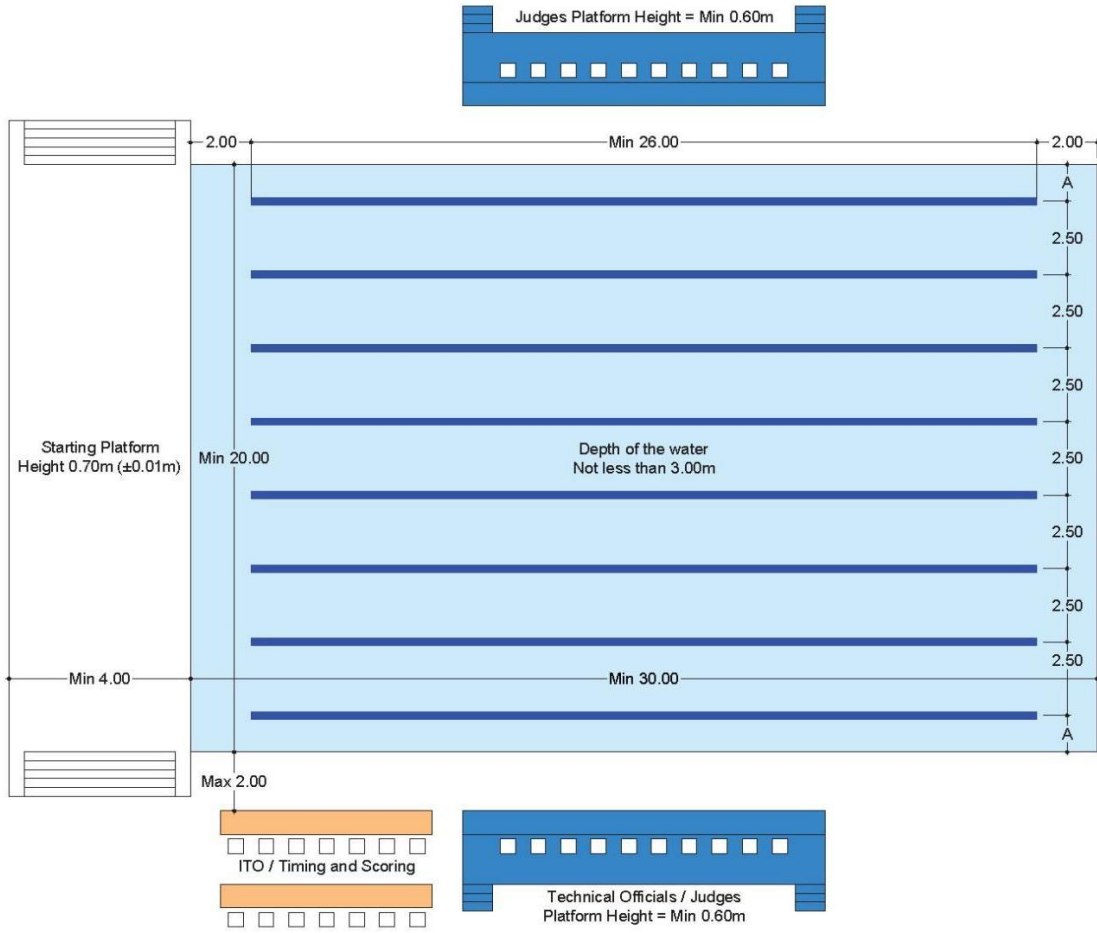 Judges Platform Height = Min 0.60m
2.00
Min 26.00
2.00
A
2.50
2.50
2.50
Starting Platform
Height 0.70m (±0.01m)
Min 20.00
Depth of the water
Not less than 3.00m
2.50
2.50
2.50
2.50
Min 4.00
Min 30.00
A
Max 2.00
ITO / Timing and Scoring
Technical Officials / Judges
Platform Height = Min 0.60m